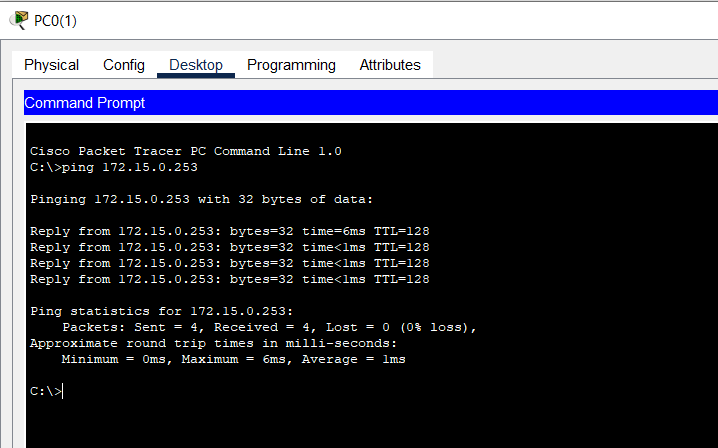 PC0(1)
Physical Config Desktop Programming Attributes
Command Prompt
Cisco Packet Tracer PC Command Line 1.0
C:\>ping 172.15.0.253
Pinging 172.15.0.253 with 32 bytes of data:
Reply from 172.15.0.253: bytes=32 time=6ms TTL=128
Reply from 172.15.0.253: bytes=32 time<1ms TTL=128
Reply from 172.15.0.253: bytes=32 time<1ms TTL=128
Reply from 172.15.0.253: bytes=32 time<1ms TTL=128
Ping statistics for 172.15.0.253:
Packets: Sent = 4, Received = 4, Lost = 0 (0% loss),
Approximate round trip times in milli-seconds:
Minimum = 0ms, Maximum = 6ms, Average = 1ms
C:\>